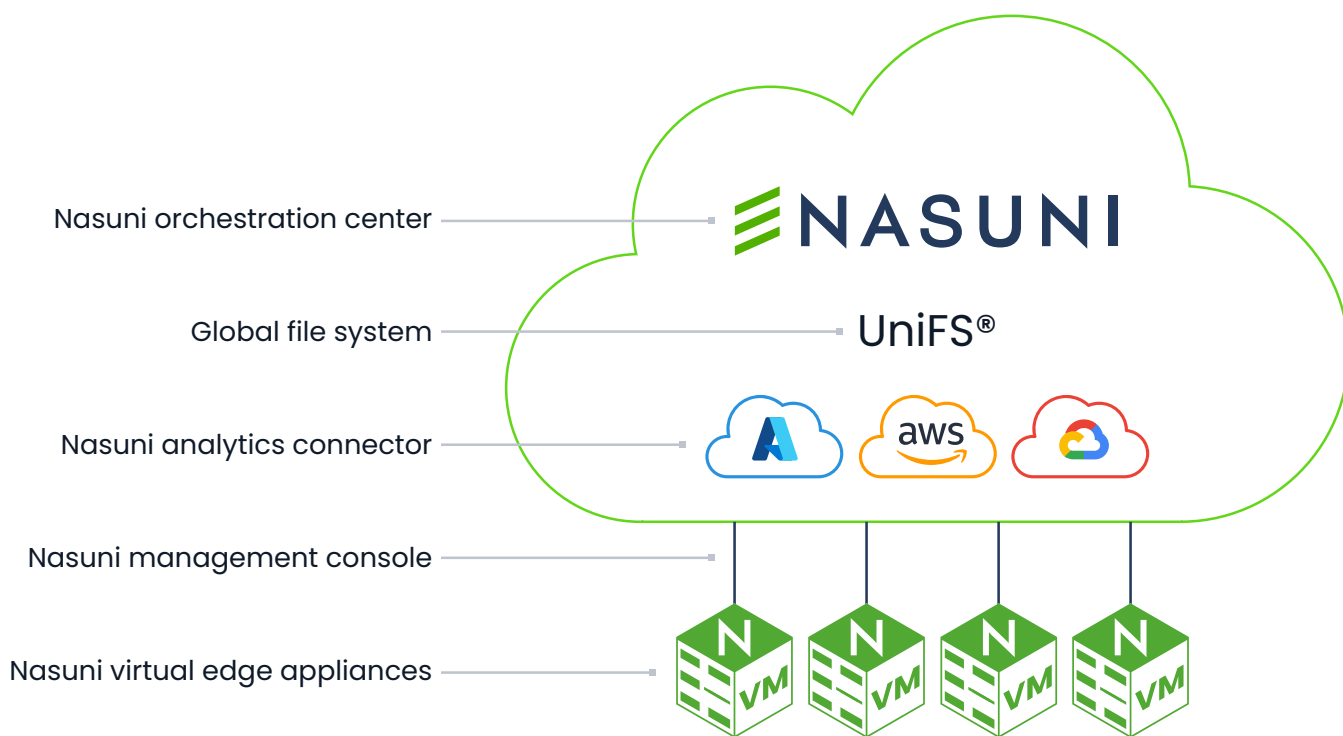 Nasuni orchestration center
NASUNI
Global file system
UniFS®
Nasuni analytics connector
aws
Nasuni management console
Nasuni virtual edge appliances
N
VM
N
VM
N
VM
N
VM